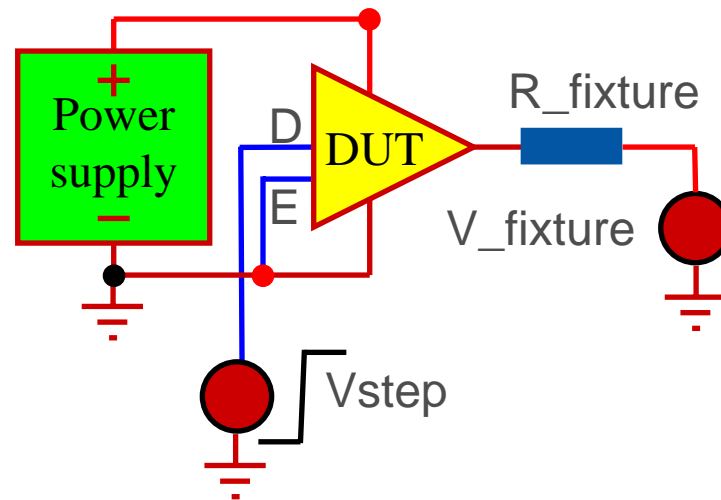 +
Power
supply
−
D
E
DUT
R_fixture
V_fixture
Vstep